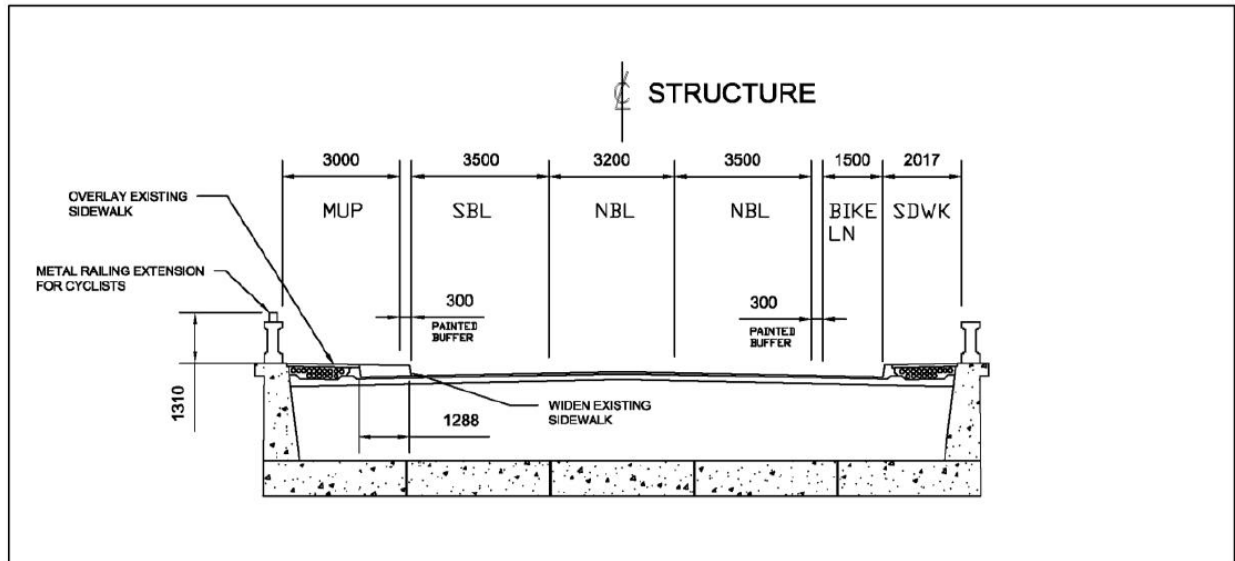 ℄ STRUCTURE
3000
3500
3200
3500
1500
2017
OVERLAY EXISTING
SIDEWALK
MUP
SBL
NBL
NBL
BIKE
LN
SDWK
METAL RAILING EXTENSION
FOR CYCLISTS
300
PAINTED
BUFFER
300
PAINTED
BUFFER
1310
WIDEN EXISTING
SIDEWALK
1288